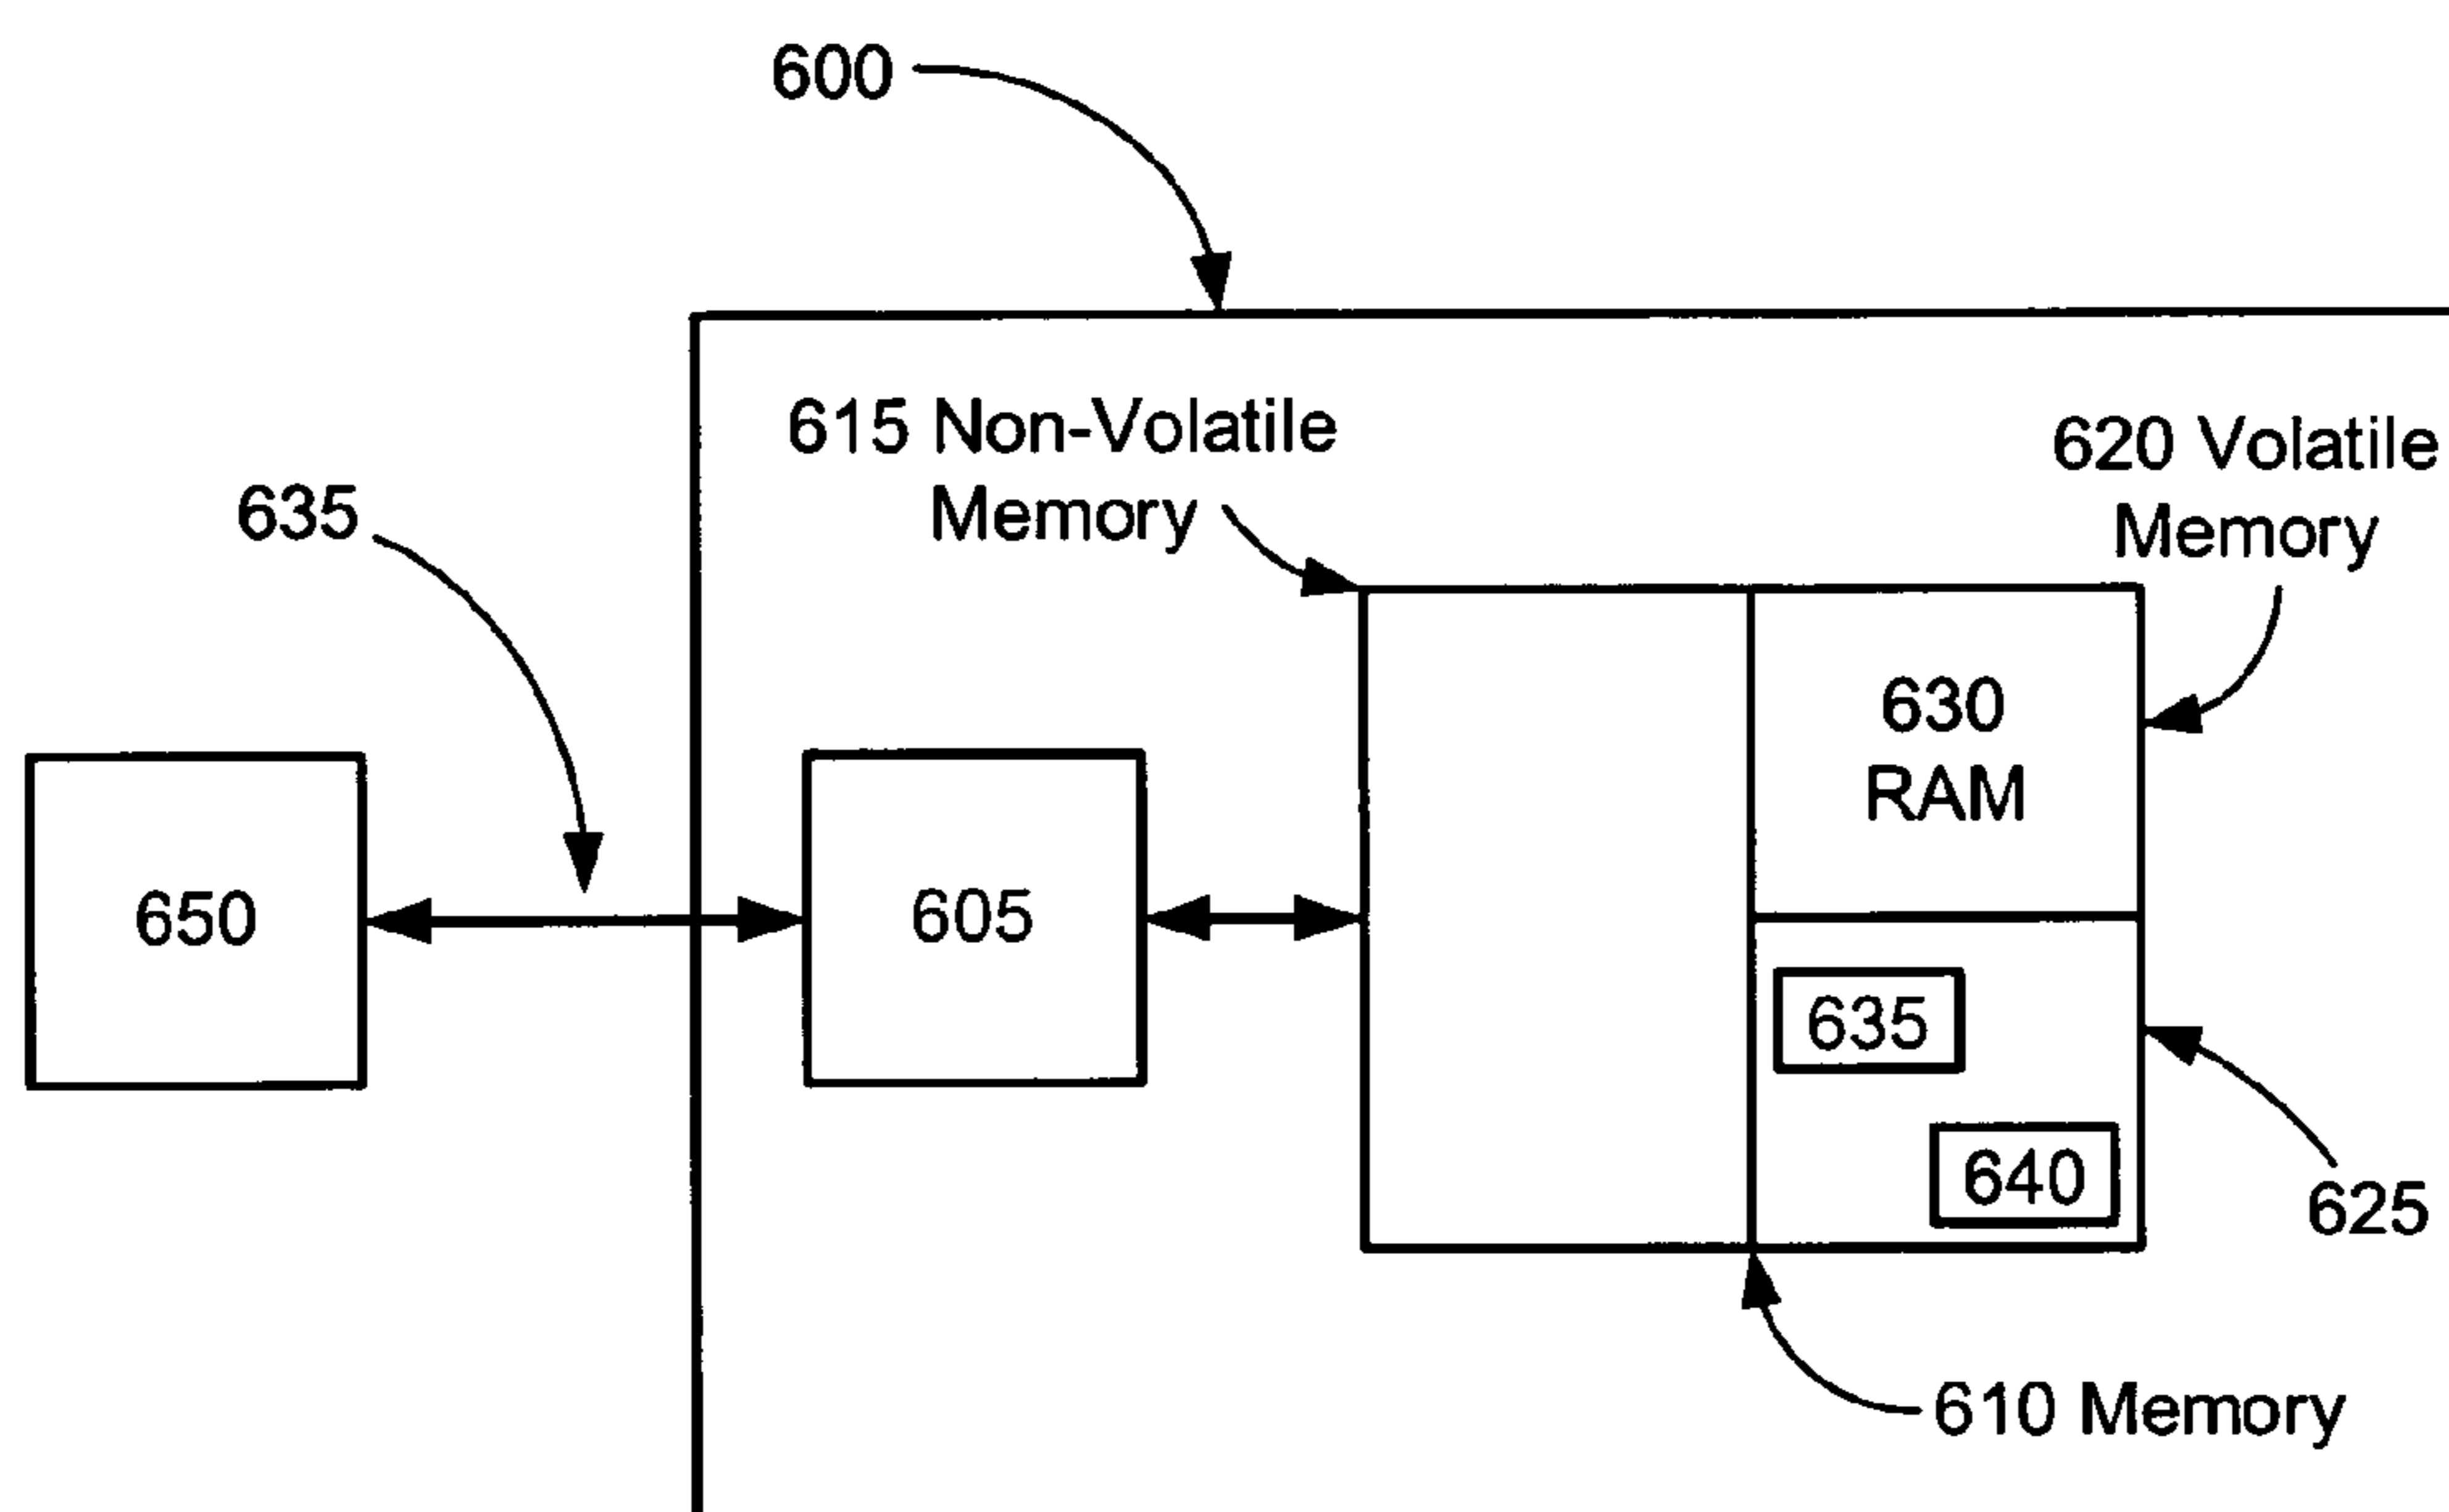 600
615 Non-Volatile
Memory
620 Volatile
Memory
635
630
RAM
650
605
635
640
625
610 Memory